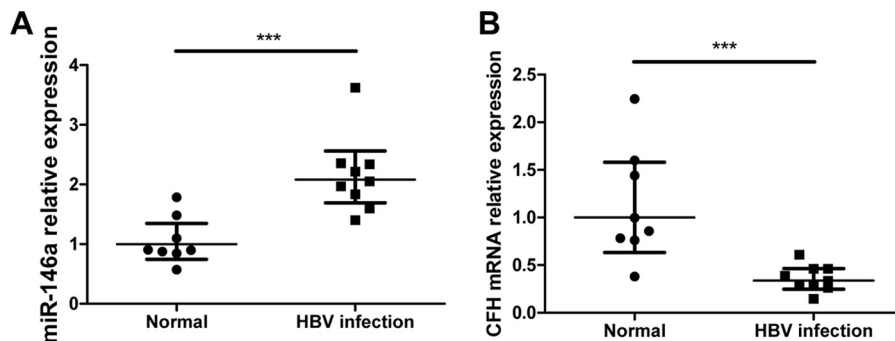 A
***
miR-146a relative expression
4
3
2
1
0
Normal HBV infection
B
***
CFH mRNA relative expression
2.5
2.0
1.5
1.0
0.5
0.0
Normal HBV infection